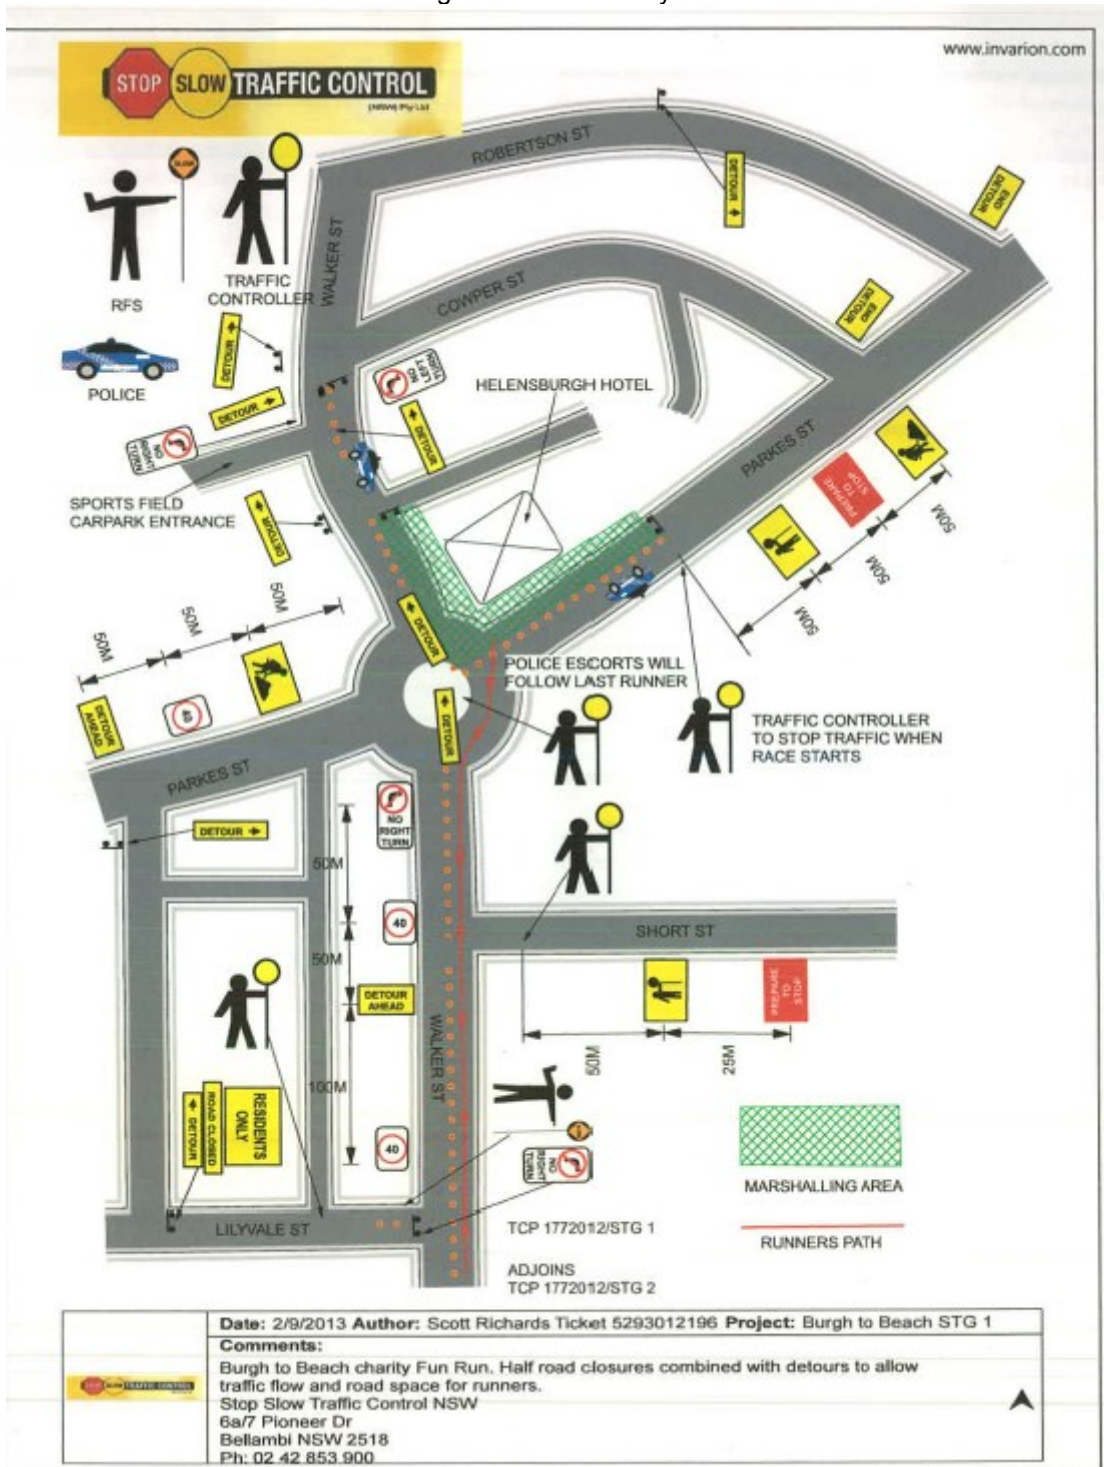 www.invarion.com
STOP SLOW TRAFFIC CONTROL
(NSW) Pty Ltd
ROBERTSON ST
DETOUR
END
DETOUR
SLOW
RFS
TRAFFIC
CONTROLLER
WALKER ST
COWPER ST
END
DETOUR
DETOUR
POLICE
NO
LEFT
TURN
HELENSBURGH HOTEL
DETOUR
DETOUR
NO
RIGHT
TURN
PARKES ST
PREPARE
TO
STOP
50M
50M
50M
SPORTS FIELD
CARPARK ENTRANCE
DETOUR
50M
50M
50M
DETOUR
POLICE ESCORTS WILL
FOLLOW LAST RUNNER
DETOUR
AHEAD
40
DETOUR
TRAFFIC CONTROLLER
TO STOP TRAFFIC WHEN
RACE STARTS
PARKES ST
NO
RIGHT
TURN
DETOUR
50M
40
SHORT ST
50M
DETOUR
AHEAD
PREPARE
TO
STOP
50M
25M
WALKER ST
100M
RESIDENTS
ONLY
ROAD CLOSED
DETOUR
40
NO
RIGHT
TURN
MARSHALLING AREA
LILYVALE ST
TCP 1772012/STG 1
RUNNERS PATH
ADJOINS
TCP 1772012/STG 2
Date: 2/9/2013 Author: Scott Richards Ticket 5293012196 Project: Burgh to Beach STG 1
Comments:
Burgh to Beach charity Fun Run. Half road closures combined with detours to allow
traffic flow and road space for runners.
Stop Slow Traffic Control NSW
6a/7 Pioneer Dr
Bellambi NSW 2518
Ph: 02 42 853 900
STOP SLOW TRAFFIC CONTROL